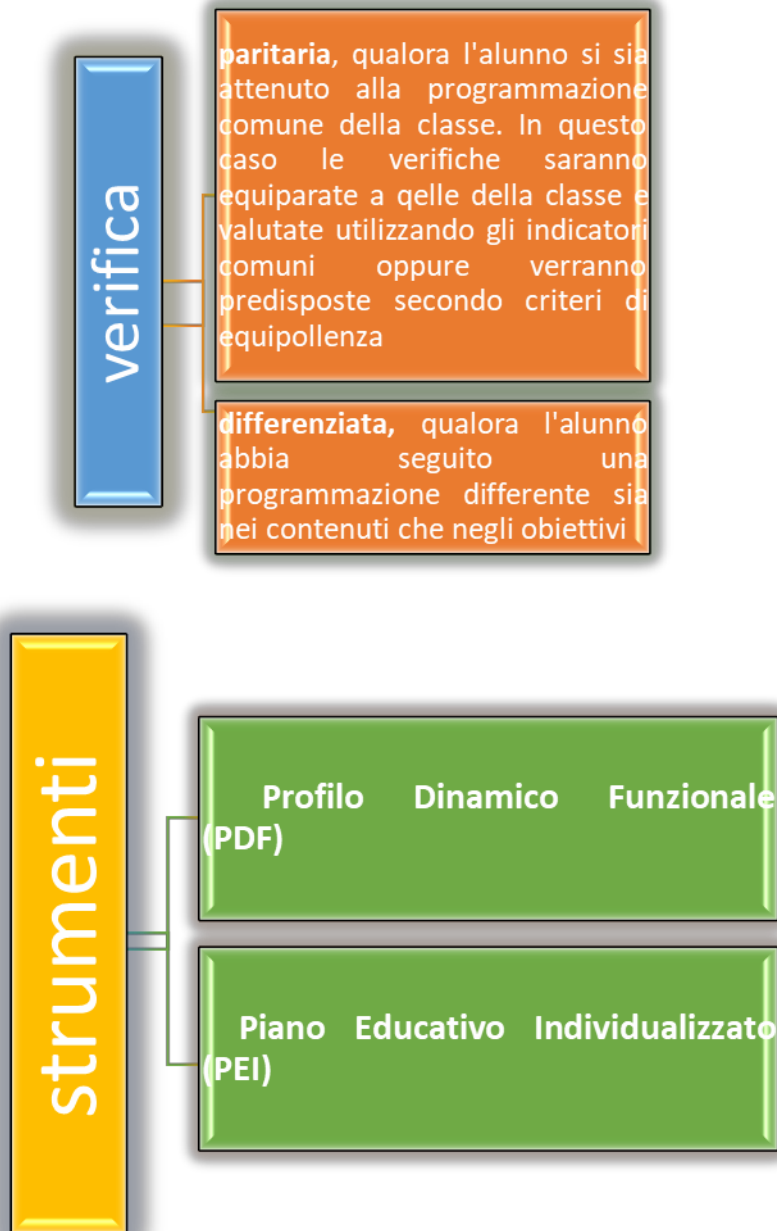 verifica
paritaria, qualora l'alunno si sia
attenuto alla programmazione
comune della classe. In questo
caso le verifiche saranno
equiparate a qelle della classe e
valutate utilizzando gli indicatori
comuni oppure verranno
predisposte secondo criteri di
equipollenza
differenziata, qualora l'alunno
abbia seguito una
programmazione differente sia
nei contenuti che negli obiettivi
strumenti
Profilo Dinamico Funzionale
(PDF)
Piano Educativo Individualizzato
(PEI)